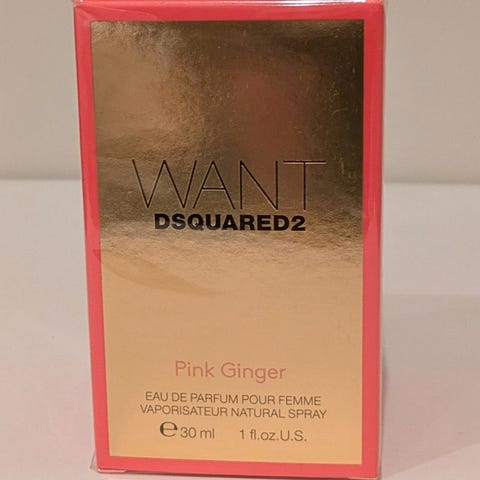 WANT
DSQUARED2
Pink Ginger
EAU DE PARFUM POUR FEMME
VAPORISATEUR NATURAL SPRAY
℮ 30 ml 1 fl.oz.U.S.